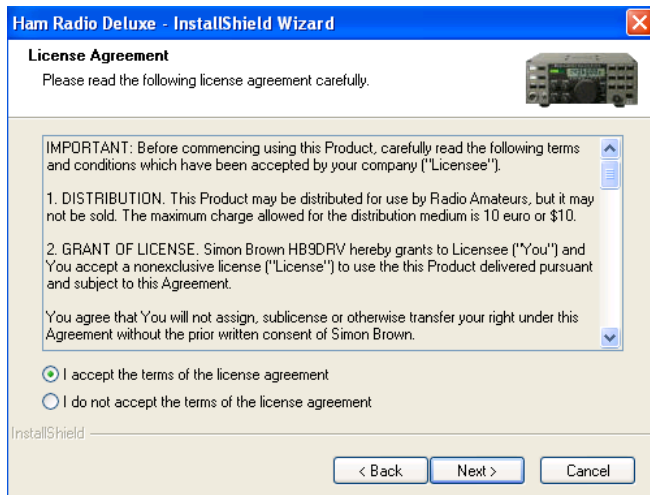 Ham Radio Deluxe - InstallShield Wizard
License Agreement
Please read the following license agreement carefully.
IMPORTANT: Before commencing using this Product, carefully read the following terms
and conditions which have been accepted by your company ("Licensee").
1. DISTRIBUTION. This Product may be distributed for use by Radio Amateurs, but it may
not be sold. The maximum charge allowed for the distribution medium is 10 euro or $10.
2. GRANT OF LICENSE. Simon Brown HB9DRV hereby grants to Licensee ("You") and
You accept a nonexclusive license ("License") to use the this Product delivered pursuant
and subject to this Agreement.
You agree that You will not assign, sublicense or otherwise transfer your right under this
Agreement without the prior written consent of Simon Brown.
I accept the terms of the license agreement
I do not accept the terms of the license agreement
InstallShield
< Back
Next >
Cancel